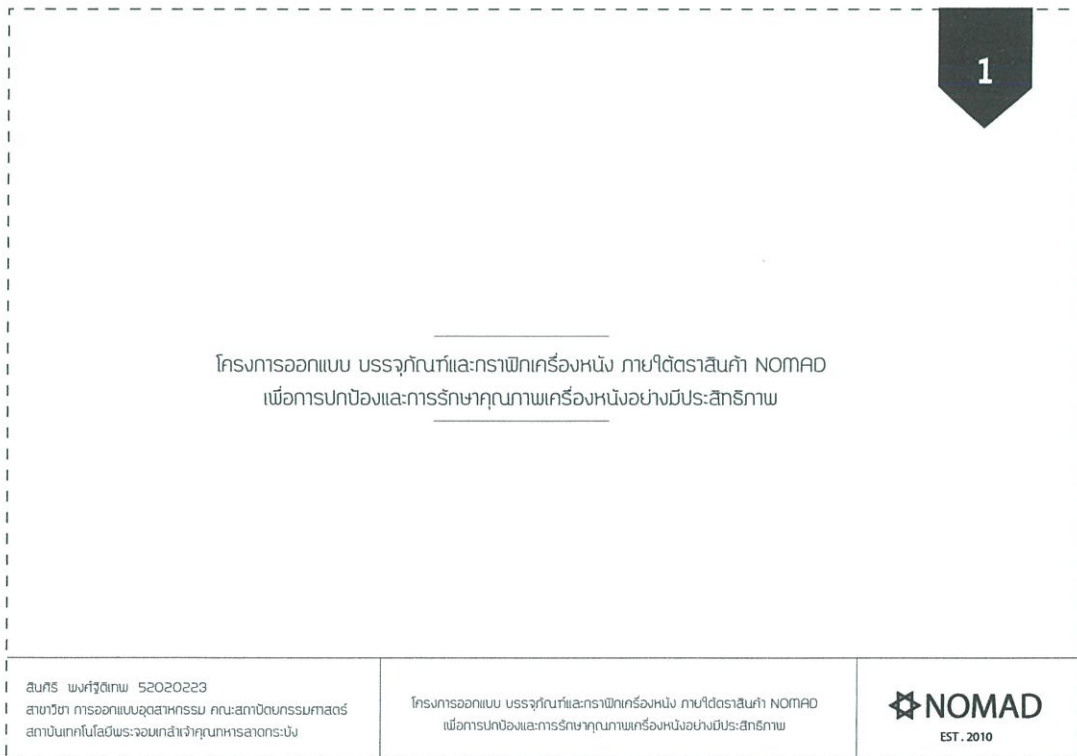 1
โครงการออกแบบ บรรจุภัณฑ์และกราฟิกเครื่องหนัง ภายใต้ตราสินค้า NOMAD
เพื่อการปกป้องและการรักษาคุณภาพเครื่องหนังอย่างมีประสิทธิภาพ
สินศิริ พงศ์ฐิติเทพ 52020223
สาขาวิชา การออกแบบอุตสาหกรรม คณะสถาปัตยกรรมศาสตร์
สถาบันเทคโนโลยีพระจอมเกล้าเจ้าคุณทหารลาดกระบัง
โครงการออกแบบ บรรจุภัณฑ์และกราฟิกเครื่องหนัง ภายใต้ตราสินค้า NOMAD
เพื่อการปกป้องและการรักษาคุณภาพเครื่องหนังอย่างมีประสิทธิภาพ
NOMAD
EST . 2010